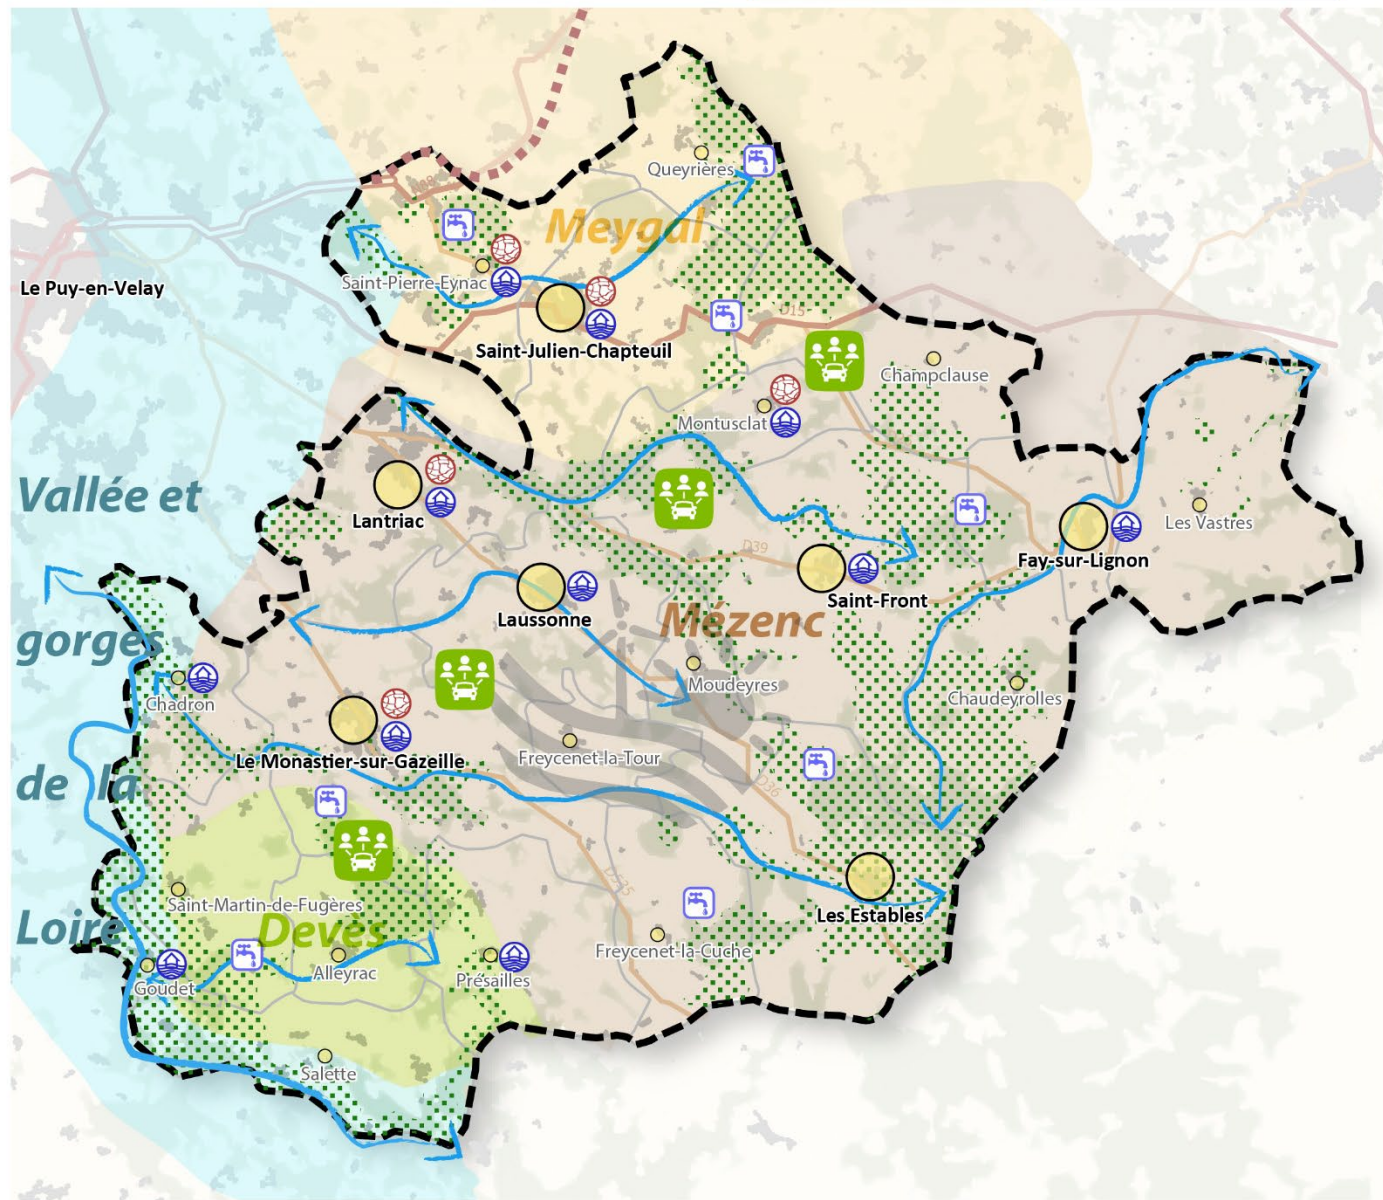 Queyrières
Meygal
Saint-Pierre-Eynac
Le Puy-en-Velay
D15
Saint-Julien-Chapteuil
Champclause
Montusclat
Vallée et
gorges
de la
Loire
Lantriac
Les Vastres
D39
Fay-sur-Lignon
Saint-Front
Laussonne
Mézenc
Moudeyres
Chaudeyrolles
Chadron
Le Monastier-sur-Gazeille
Freycenet-la-Tour
D36
D535
Saint-Martin-de-Fugères
Les Estables
Devès
Freycenet-la-Cuche
Alleyrac
Présailles
Goudet
Salette